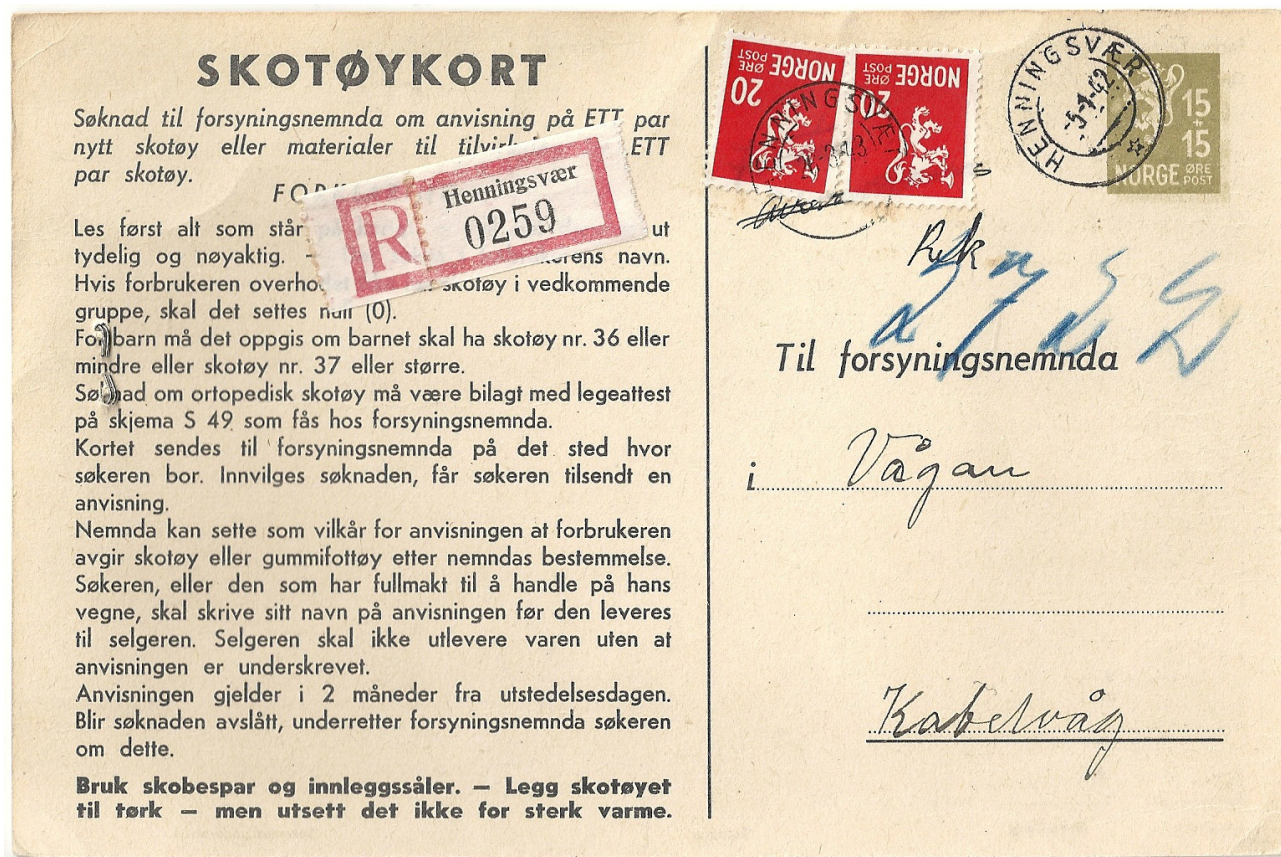 SKOTØYKORT
Søknad til forsyningsnemnda om anvisning på ETT par
nytt skotøy eller materialer til ETT
par skotøy.
Les først alt som står ut
tydelig og nøyaktig. – navn.
Hvis forbrukeren skotøy i vedkommende
gruppe, skal det settes null (0).
For barn må det oppgis om barnet skal ha skotøy nr. 36 eller
mindre eller skotøy nr. 37 eller større.
Søknad om ortopedisk skotøy må være bilagt med legeattest
på skjema S 49 som fås hos forsyningsnemnda.
Kortet sendes til forsyningsnemnda på det sted hvor
søkeren bor. Innvilges søknaden, får søkeren tilsendt en
anvisning.
Nemnda kan sette som vilkår for anvisningen at forbrukeren
avgir skotøy eller gummifottøy etter nemndas bestemmelse.
Søkeren, eller den som har fullmakt til å handle på hans
vegne, skal skrive sitt navn på anvisningen før den leveres
til selgeren. Selgeren skal ikke utlevere varen uten at
anvisningen er underskrevet.
Anvisningen gjelder i 2 måneder fra utstedelsesdagen.
Blir søknaden avslått, underretter forsyningsnemnda søkeren
om dette.
Bruk skobespar og innleggssåler. – Legg skotøyet
til tørk – men utsett det ikke for sterk varme.
R
Henningsvær
0259
NORGE
ØRE
POST
20
NORGE
ØRE
POST
20
HENNINGSVÆR
HENNINGSVÆR
15
+
15
NORGE ØRE
POST
Rek
Til forsyningsnemnda
i Vågan
Kabelvåg